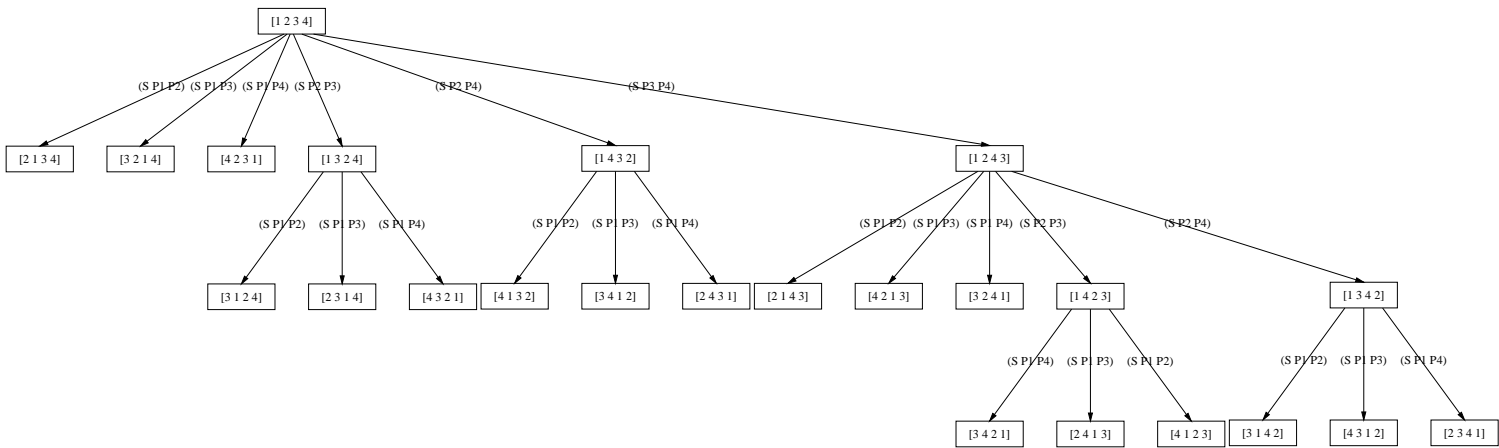 [1 2 3 4]
(S P1 P2) (S P1 P3) (S P1 P4) (S P2 P3) (S P2 P4) (S P3 P4)
[2 1 3 4] [3 2 1 4] [4 2 3 1] [1 3 2 4] [1 4 3 2] [1 2 4 3]
(S P1 P2) (S P1 P3) (S P1 P4) (S P1 P2) (S P1 P3) (S P1 P4) (S P1 P2) (S P1 P3) (S P1 P4) (S P2 P3) (S P2 P4)
[3 1 2 4] [2 3 1 4] [4 3 2 1] [4 1 3 2] [3 4 1 2] [2 4 3 1] [2 1 4 3] [4 2 1 3] [3 2 4 1] [1 4 2 3] [1 3 4 2]
(S P1 P4) (S P1 P3) (S P1 P2) (S P1 P2) (S P1 P3) (S P1 P4)
[3 4 2 1] [2 4 1 3] [4 1 2 3] [3 1 4 2] [4 3 1 2] [2 3 4 1]